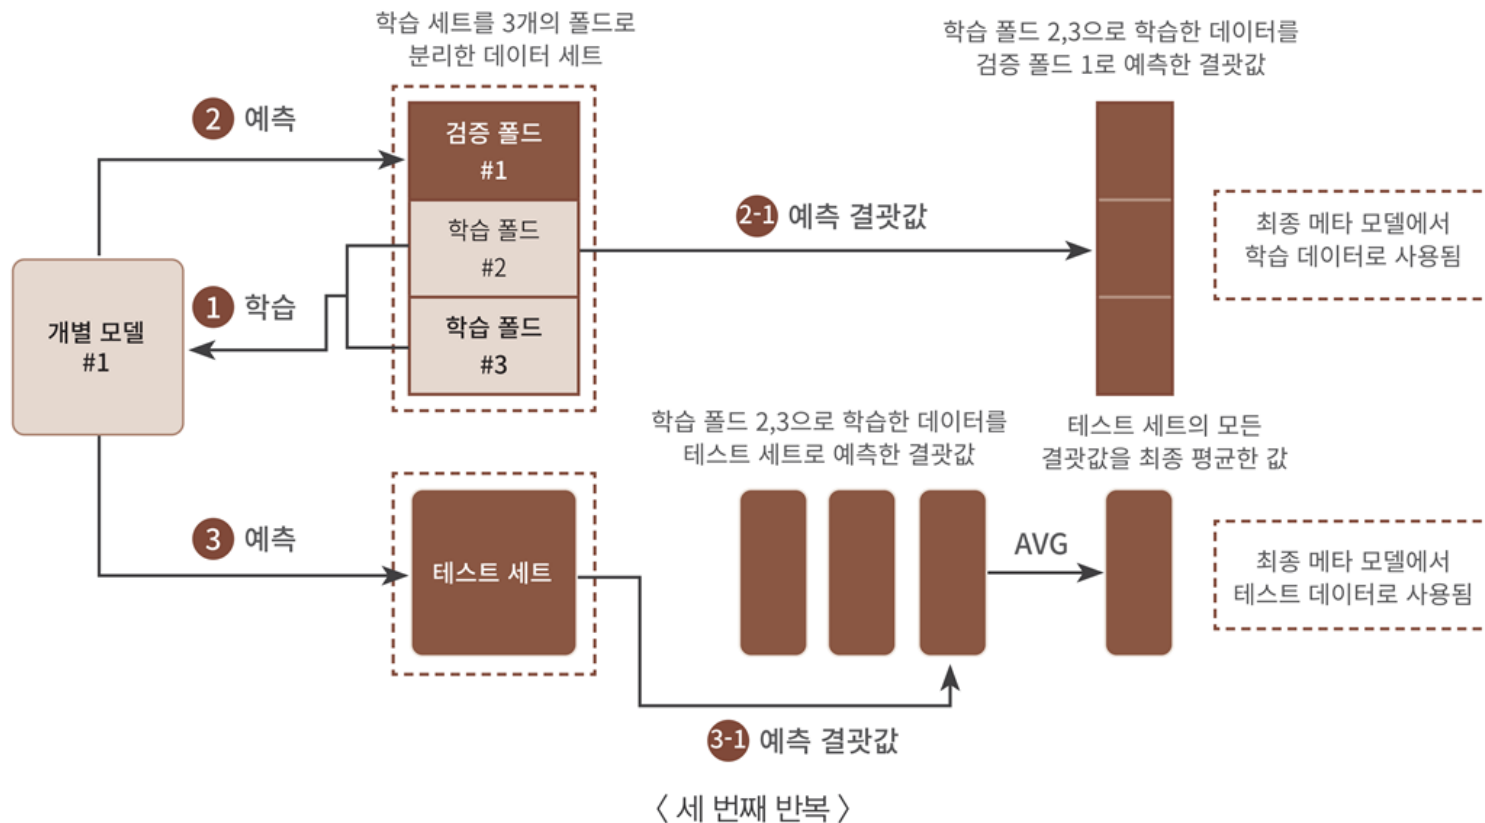 학습 세트를 3개의 폴드로
분리한 데이터 세트
학습 폴드 2,3으로 학습한 데이터를
검증 폴드 1로 예측한 결괏값
2 예측
검증 폴드
#1
학습 폴드
#2
학습 폴드
#3
2-1 예측 결괏값
최종 메타 모델에서
학습 데이터로 사용됨
1 학습
개별 모델
#1
학습 폴드 2,3으로 학습한 데이터를
테스트 세트로 예측한 결괏값
테스트 세트의 모든
결괏값을 최종 평균한 값
3 예측
테스트 세트
AVG
최종 메타 모델에서
테스트 데이터로 사용됨
3-1 예측 결괏값
〈 세 번째 반복 〉